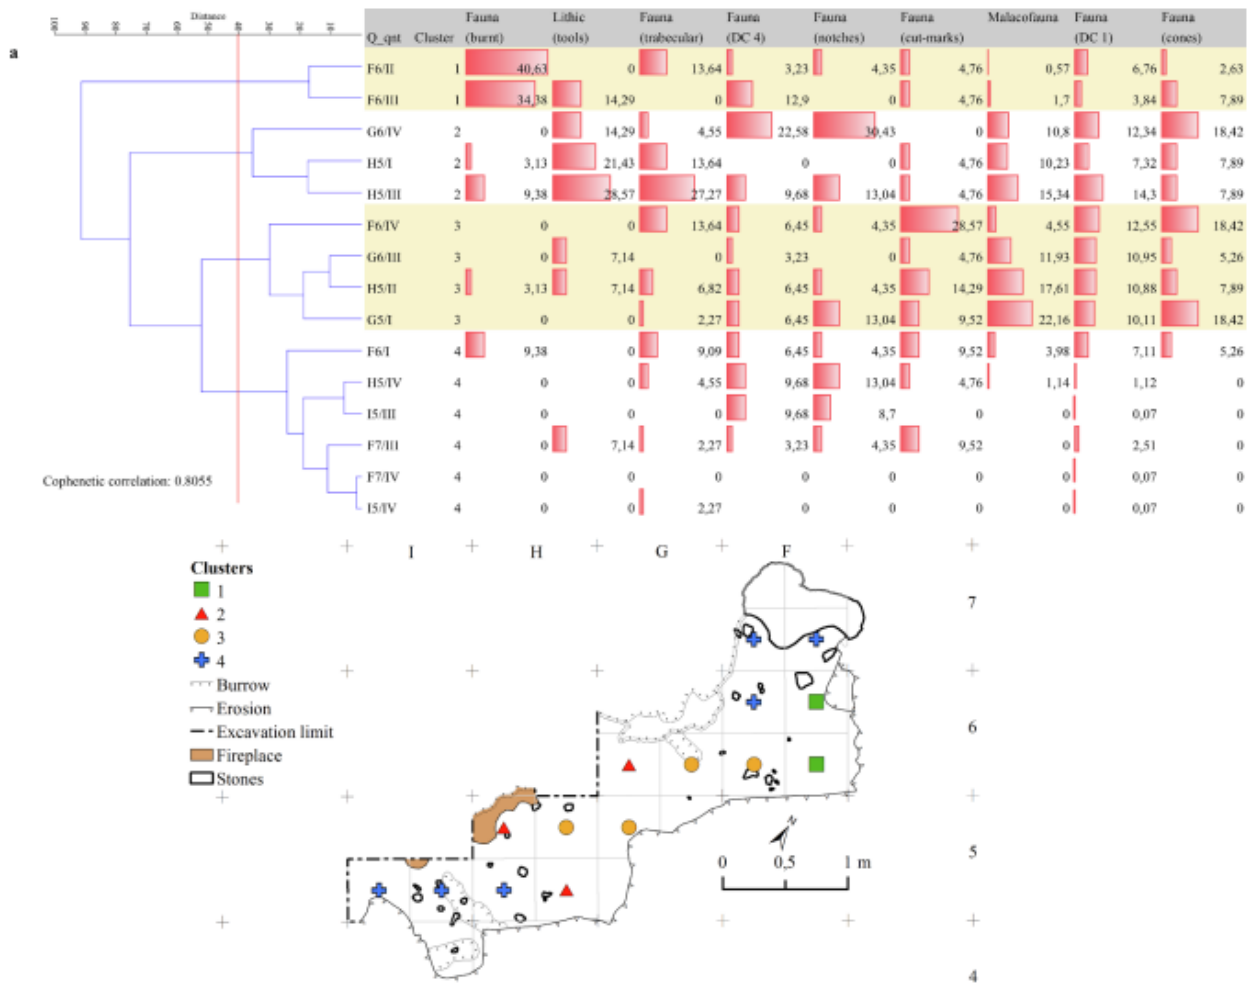 Distance
100 90 80 70 60 50 40 30 20 10
a
Fauna Lithic Fauna Fauna Fauna Fauna Malacofauna Fauna Fauna
Q_qnt Cluster (burnt) (tools) (trabecular) (DC 4) (notches) (cut-marks) (DC 1) (cones)
F6/II 1 40,63 0 13,64 3,23 4,35 4,76 0,57 6,76 2,63
F6/III 1 34,38 14,29 0 12,9 0 4,76 1,7 3,84 7,89
G6/IV 2 0 14,29 4,55 22,58 30,43 0 10,8 12,34 18,42
H5/I 2 3,13 21,43 13,64 0 0 4,76 10,23 7,32 7,89
H5/III 2 9,38 28,57 27,27 9,68 13,04 4,76 15,34 14,3 7,89
F6/IV 3 0 0 13,64 6,45 4,35 28,57 4,55 12,55 18,42
G6/III 3 0 7,14 0 3,23 0 4,76 11,93 10,95 5,26
H5/II 3 3,13 7,14 6,82 6,45 4,35 14,29 17,61 10,88 7,89
G5/I 3 0 0 2,27 6,45 13,04 9,52 22,16 10,11 18,42
F6/I 4 9,38 0 9,09 6,45 4,35 9,52 3,98 7,11 5,26
H5/IV 4 0 0 4,55 9,68 13,04 4,76 1,14 1,12 0
I5/III 4 0 0 0 9,68 8,7 0 0 0,07 0
F7/III 4 0 7,14 2,27 3,23 4,35 9,52 0 2,51 0
F7/IV 4 0 0 0 0 0 0 0 0,07 0
I5/IV 4 0 0 2,27 0 0 0 0 0,07 0
Cophenetic correlation: 0.8055
I H G F
Clusters
1
2
3
4
Burrow
Erosion
Excavation limit
Fireplace
Stones
7
6
5
4
N
0 0,5 1 m